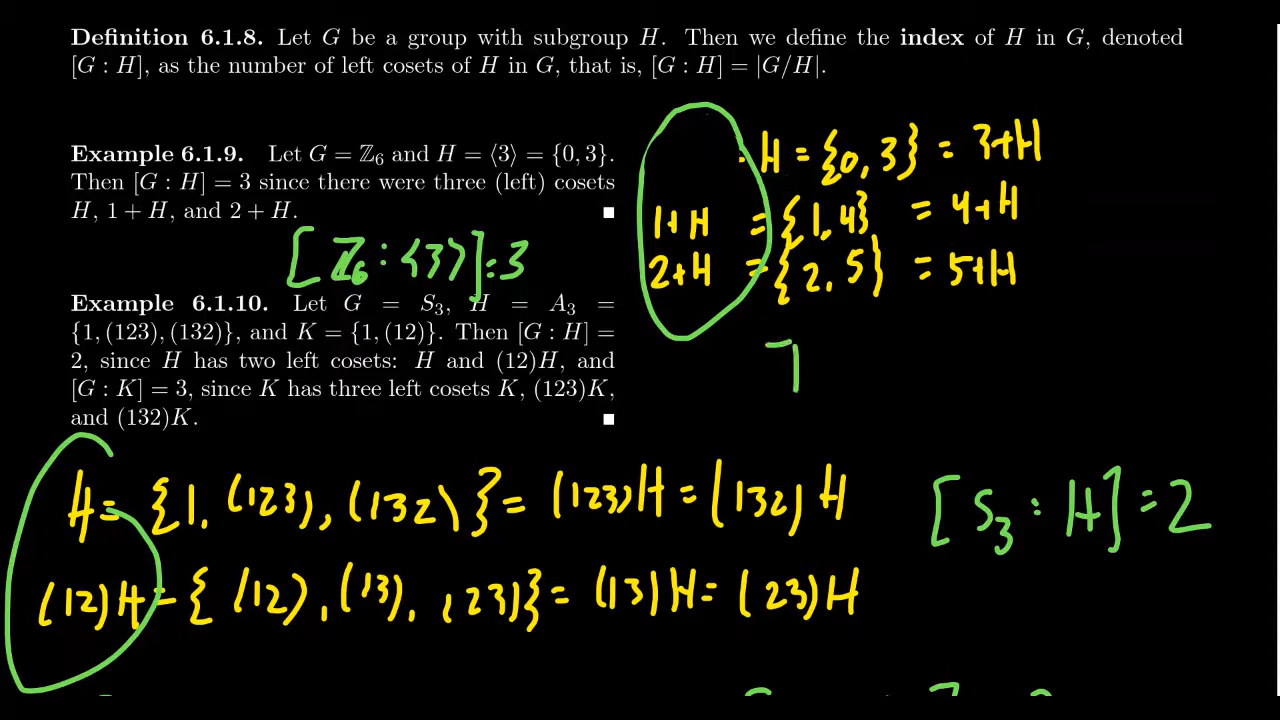 Definition 6.1.8. Let G be a group with subgroup H. Then we define the index of H in G, denoted
[G : H], as the number of left cosets of H in G, that is, [G : H] = |G/H|.
Example 6.1.9. Let G = ℤ₆ and H = ⟨3⟩ = {0, 3}.
Then [G : H] = 3 since there were three (left) cosets
H, 1 + H, and 2 + H. ■
[ℤ₆ : ⟨3⟩] = 3
H = {0, 3} = 3+H
1+H = {1, 4} = 4+H
2+H = {2, 5} = 5+H
Example 6.1.10. Let G = S₃, H = A₃ =
{1, (123), (132)}, and K = {1, (12)}. Then [G : H] =
2, since H has two left cosets: H and (12)H, and
[G : K] = 3, since K has three left cosets K, (123)K,
and (132)K. ■
H = {1, (123), (132)} = (123)H = (132)H
[S₃ : H] = 2
(12)H = {(12), (13), (23)} = (13)H = (23)H